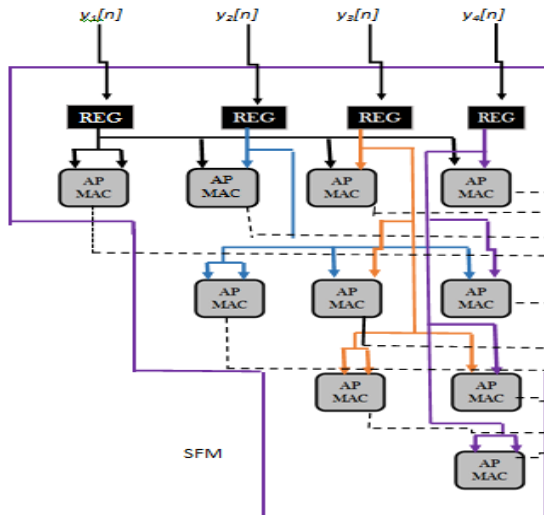 y₁[n] y₂[n] y₃[n] y₄[n]
REG REG REG REG
AP MAC AP MAC AP MAC AP MAC
AP MAC AP MAC AP MAC
AP MAC AP MAC
SFM
AP MAC